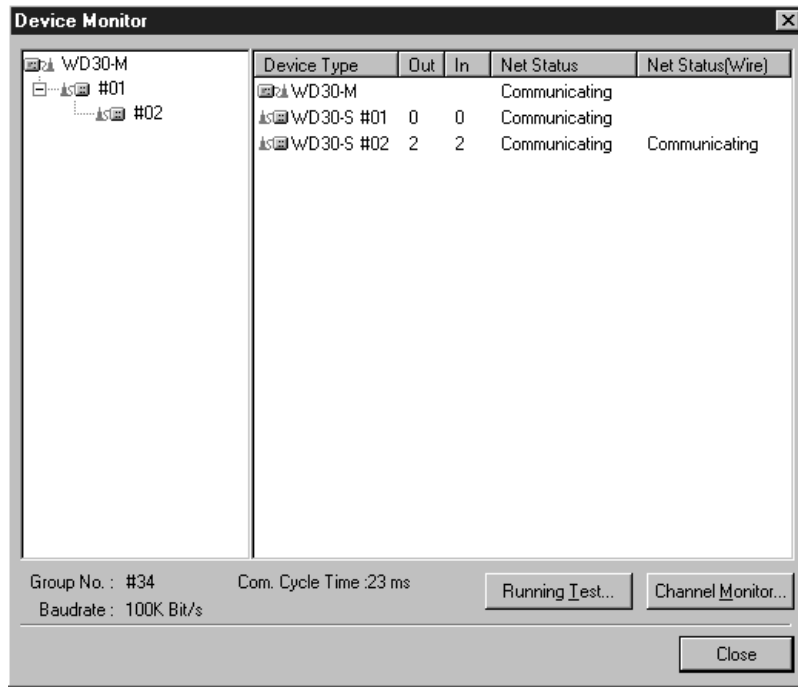 Device Monitor
WD30-M
#01
#02
Device Type Out In Net Status Net Status(Wire)
WD30-M Communicating
WD30-S #01 0 0 Communicating
WD30-S #02 2 2 Communicating Communicating
Group No. : #34 Com. Cycle Time :23 ms
Baudrate : 100K Bit/s
Running Test...
Channel Monitor...
Close